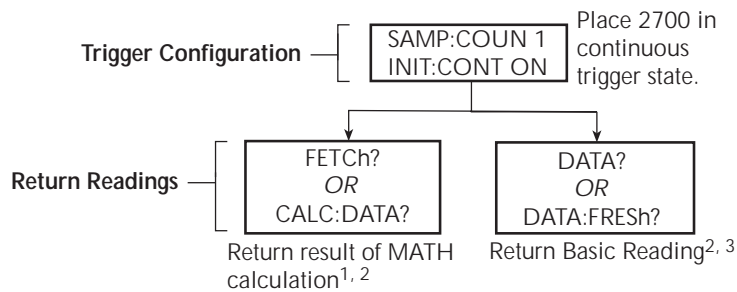 Trigger Configuration
SAMP:COUN 1
INIT:CONT ON
Place 2700 in
continuous
trigger state.
Return Readings
FETCh?
OR
CALC:DATA?
DATA?
OR
DATA:FRESh?
Return result of MATH
calculation1, 2
Return Basic Reading2, 3